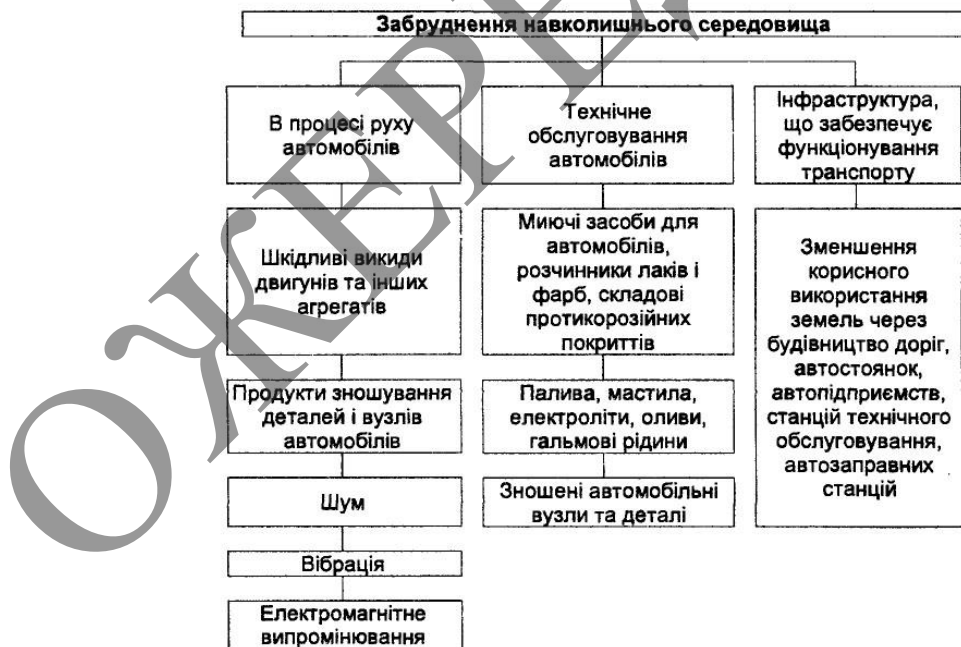 Забруднення навколишнього середовища
В процесі руху
автомобілів
Шкідливі викиди
двигунів та інших
агрегатів
Продукти зношування
деталей і вузлів
автомобілів
Шум
Вібрація
Електромагнітне
випромінювання
Технічне
обслуговування
автомобілів
Миючі засоби для
автомобілів,
розчинники лаків і
фарб, складові
протикорозійних
покриттів
Палива, мастила,
електроліти, оливи,
гальмові рідини
Зношені автомобільні
вузли та деталі
Інфраструктура,
що забезпечує
функціонування
транспорту
Зменшення
корисного
використання
земель через
будівництво доріг,
автостоянок,
автопідприємств,
станцій технічного
обслуговування,
автозаправних
станцій